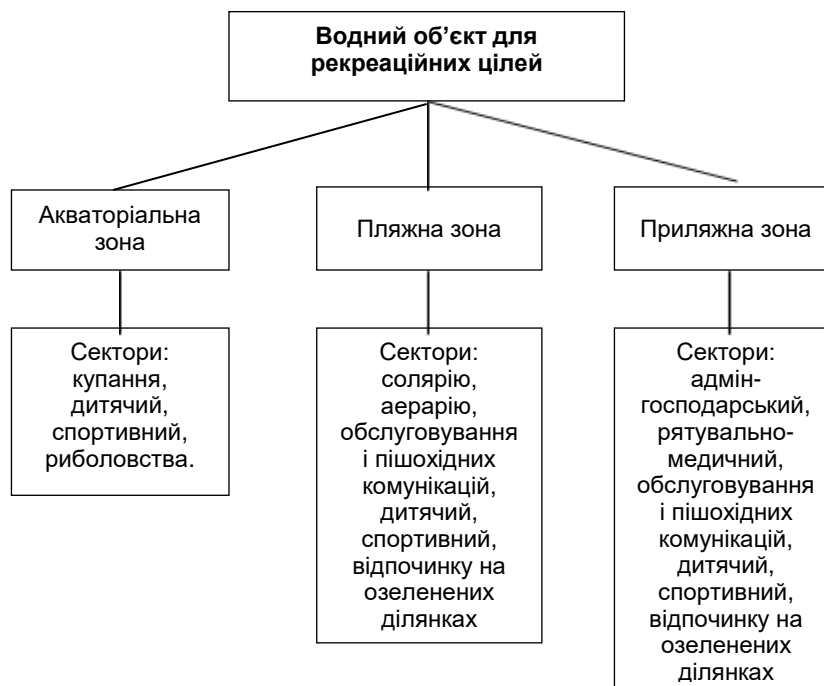 Водний об’єкт для
рекреаційних цілей
Акваторіальна
зона
Пляжна зона
Приляжна зона
Сектори:
купання,
дитячий,
спортивний,
риболовства.
Сектори:
солярію,
аерарію,
обслуговування
і пішохідних
комунікацій,
дитячий,
спортивний,
відпочинку на
озеленених
ділянках
Сектори:
адмін-
господарський,
рятувально-
медичний,
обслуговування
і пішохідних
комунікацій,
дитячий,
спортивний,
відпочинку на
озеленених
ділянках